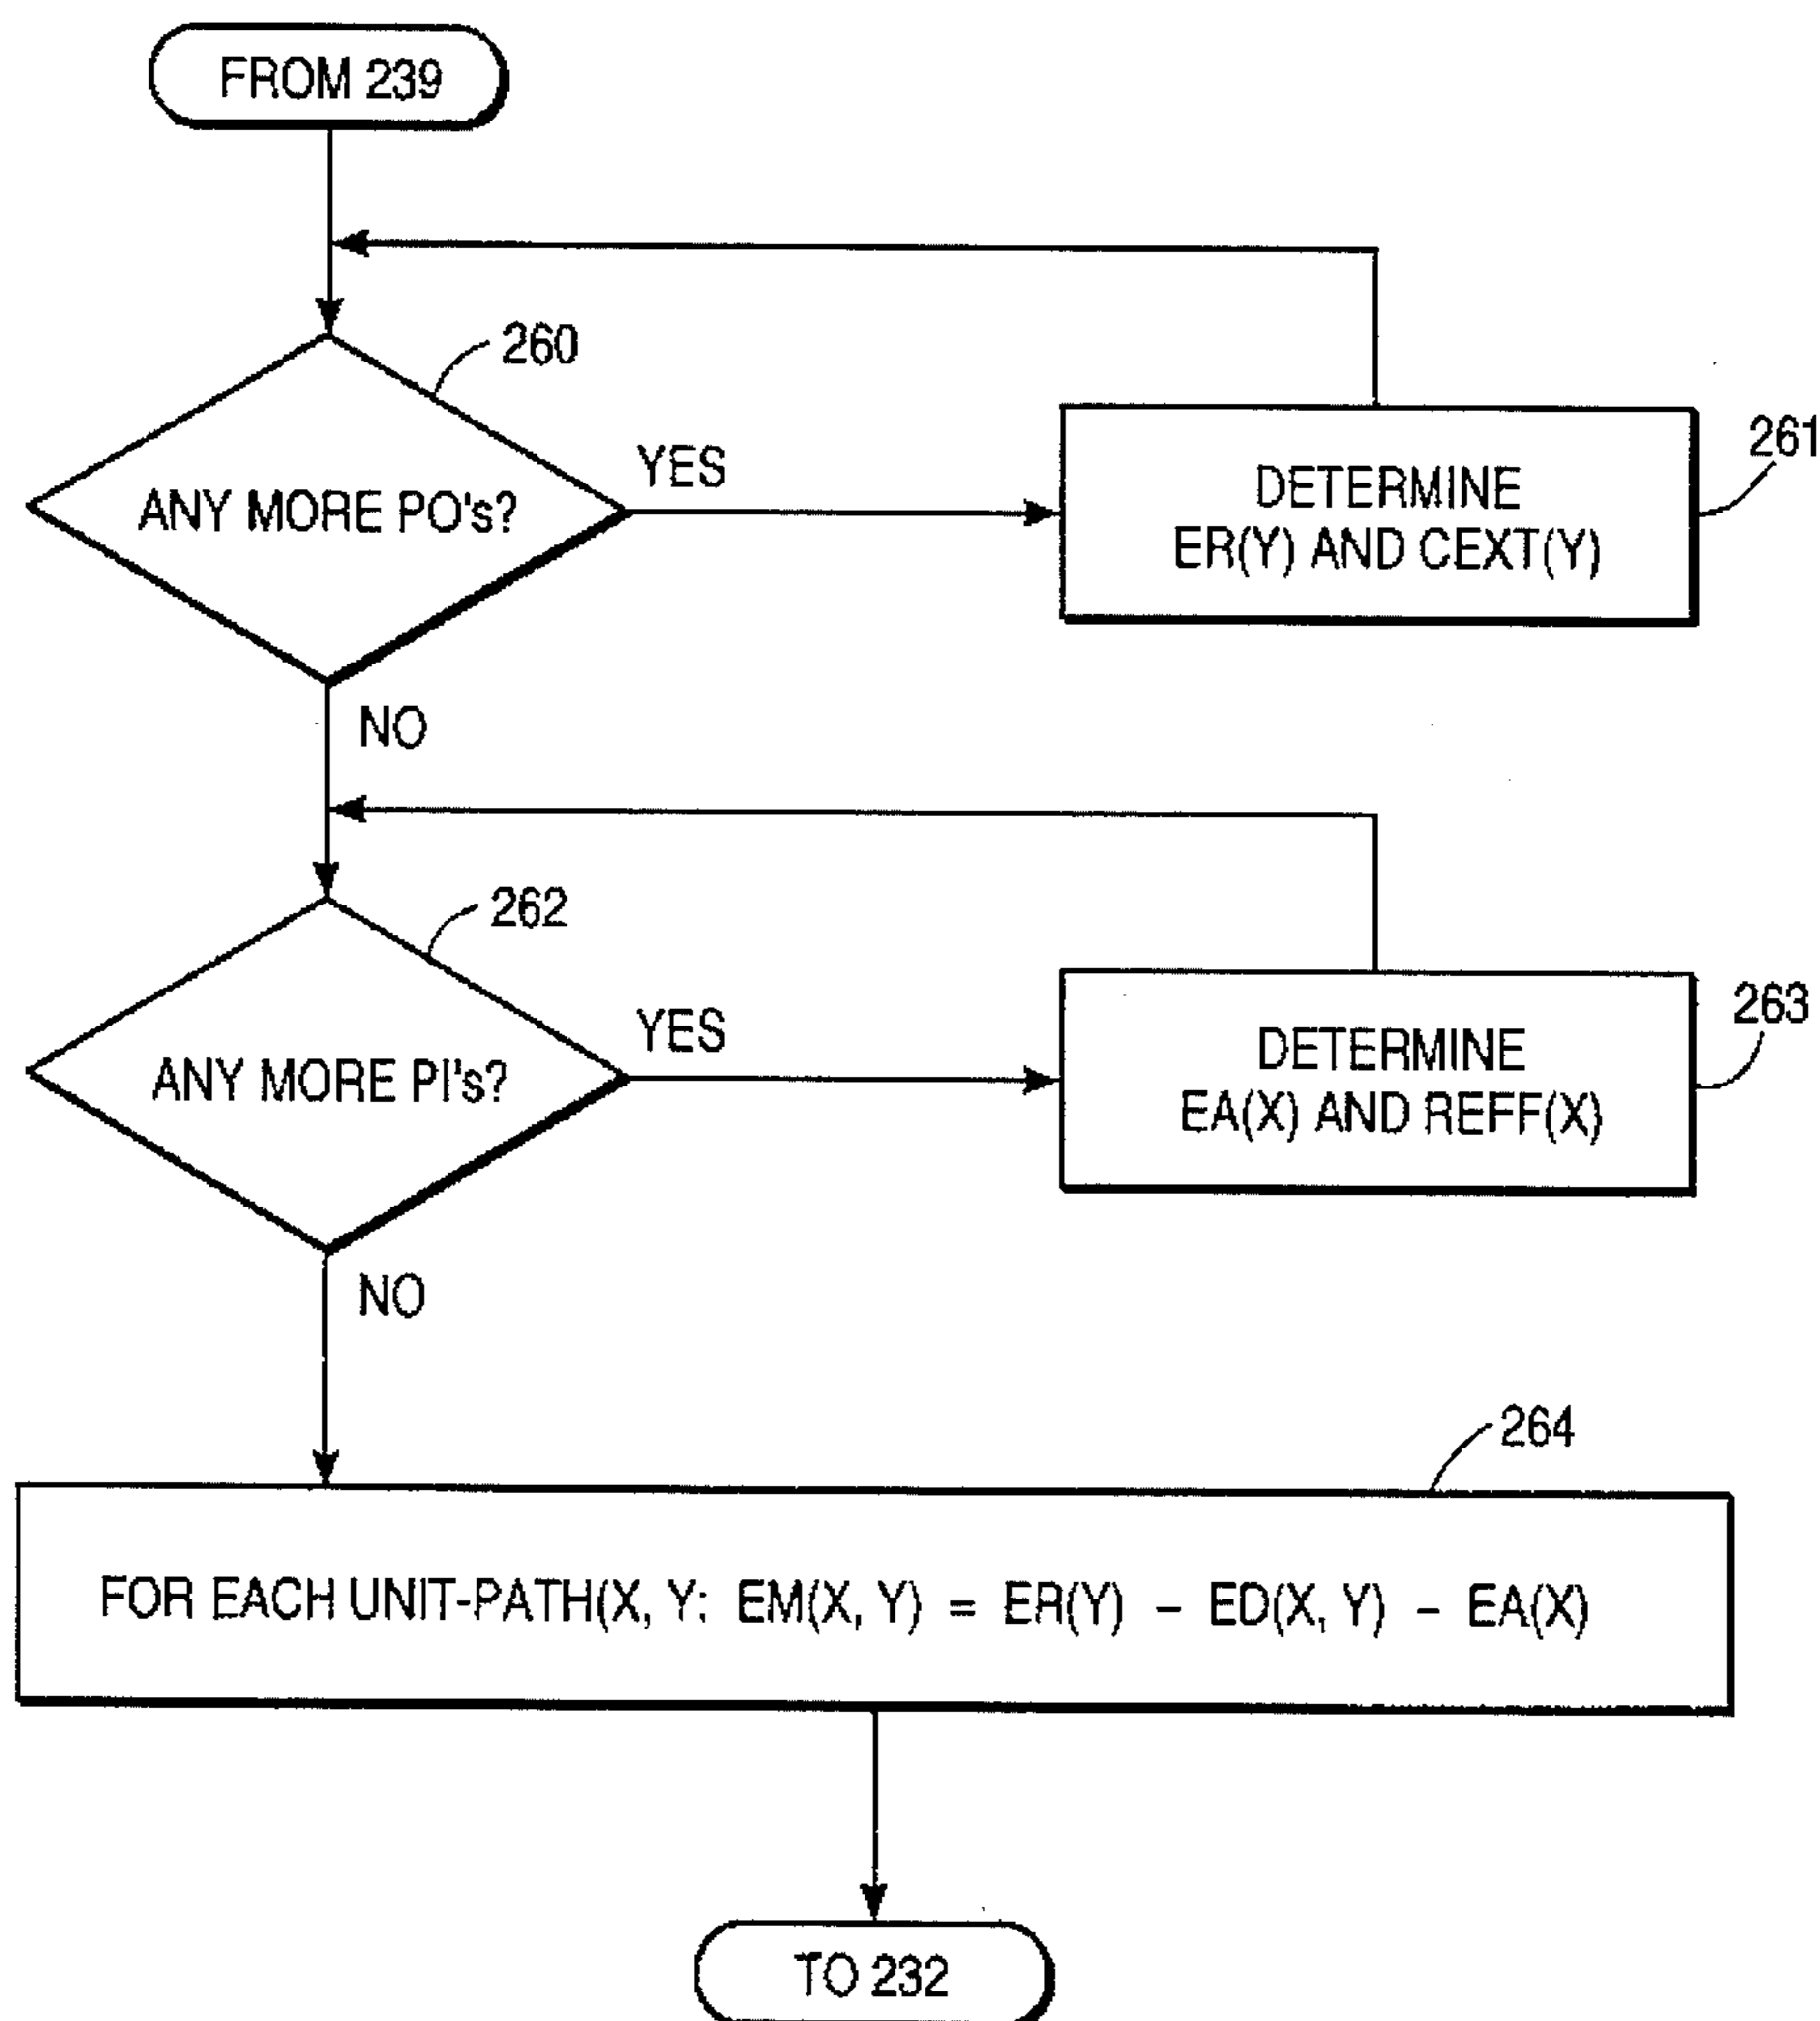 FROM 239
260
ANY MORE PO's?
YES
DETERMINE
ER(Y) AND CEXT(Y)
261
NO
262
ANY MORE PI's?
YES
DETERMINE
EA(X) AND REFF(X)
263
NO
264
FOR EACH UNIT-PATH(X, Y: EM(X, Y) = ER(Y) - ED(X, Y) - EA(X)
TO 232